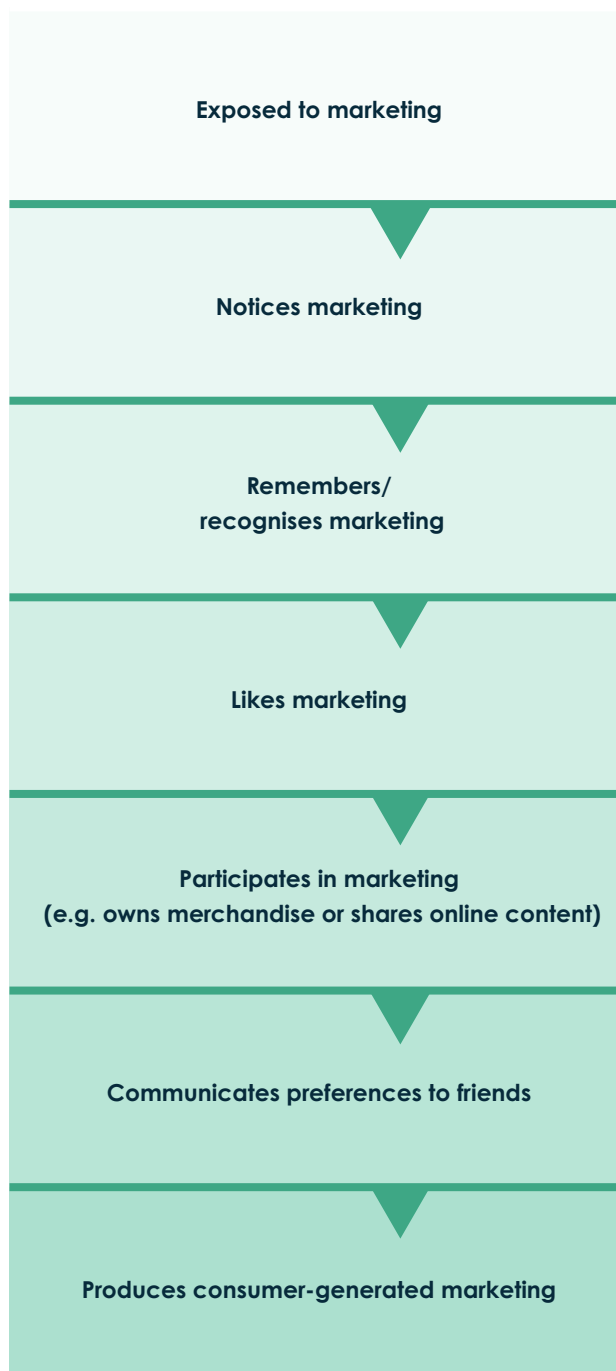 Exposed to marketing
Notices marketing
Remembers/
recognises marketing
Likes marketing
Participates in marketing
(e.g. owns merchandise or shares online content)
Communicates preferences to friends
Produces consumer-generated marketing